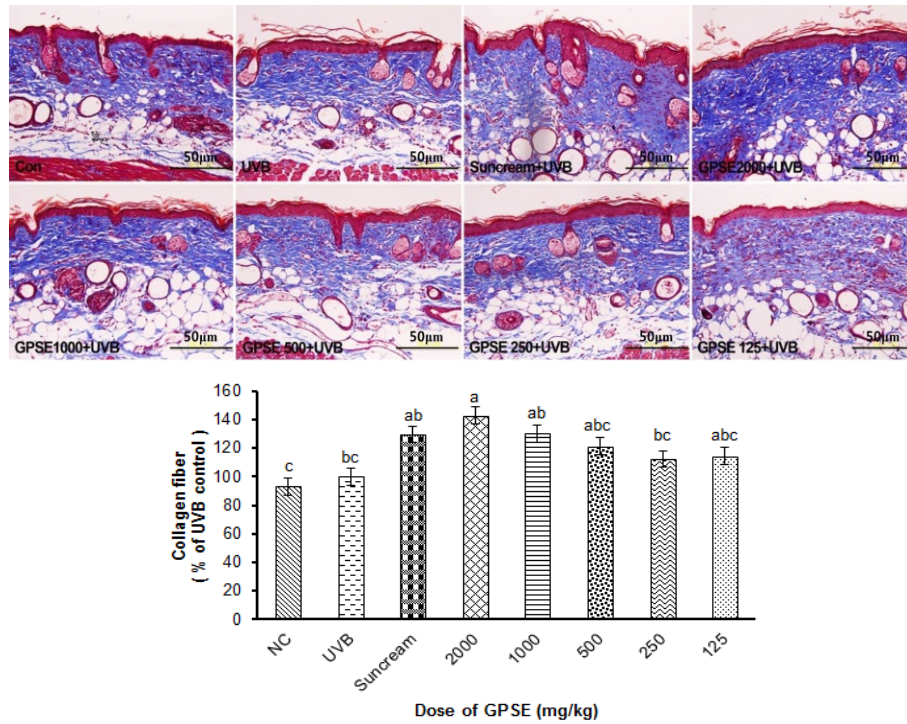 Con
50μm
UVB
50μm
Suncream+UVB
50μm
GPSE2000+UVB
50μm
GPSE1000+UVB
50μm
GPSE 500+UVB
50μm
GPSE 250+UVB
50μm
GPSE 125+UVB
50μm
Collagen fiber
( % of UVB control)
160
140
120
100
80
60
40
20
0
c
bc
ab
a
ab
abc
bc
abc
NC
UVB
Suncream
2000
1000
500
250
125
Dose of GPSE (mg/kg)